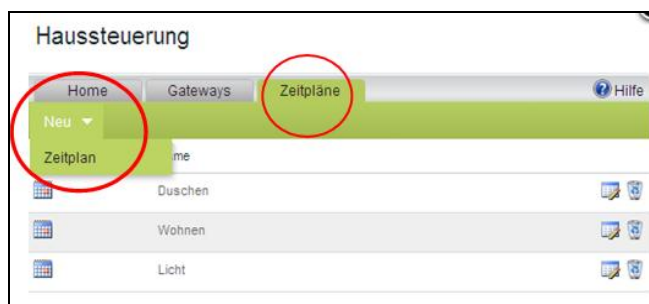 Haussteuerung
Home Gateways Zeitpläne Hilfe
Neu
Zeitplan me
Duschen
Wohnen
Licht